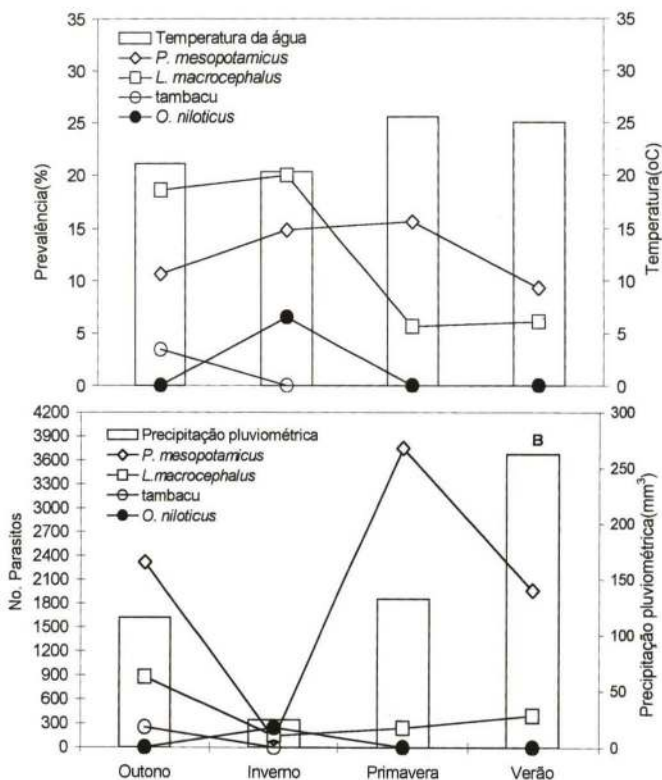 35
30
25
20
15
10
5
0
Prevalência(%)
Temperatura da água
P. mesopotamicus
L. macrocephalus
tambacu
O. niloticus
35
30
25
20
15
10
5
0
Temperatura(oC)
4200
3900
3600
3300
3000
2700
2400
2100
1800
1500
1200
900
600
300
0
No. Parasitos
Precipitação pluviométrica
P. mesopotamicus
L.macrocephalus
tambacu
O. niloticus
B
300
250
200
150
100
50
0
Precipitação pluviométrica(mm³)
Outono Inverno Primavera Verão